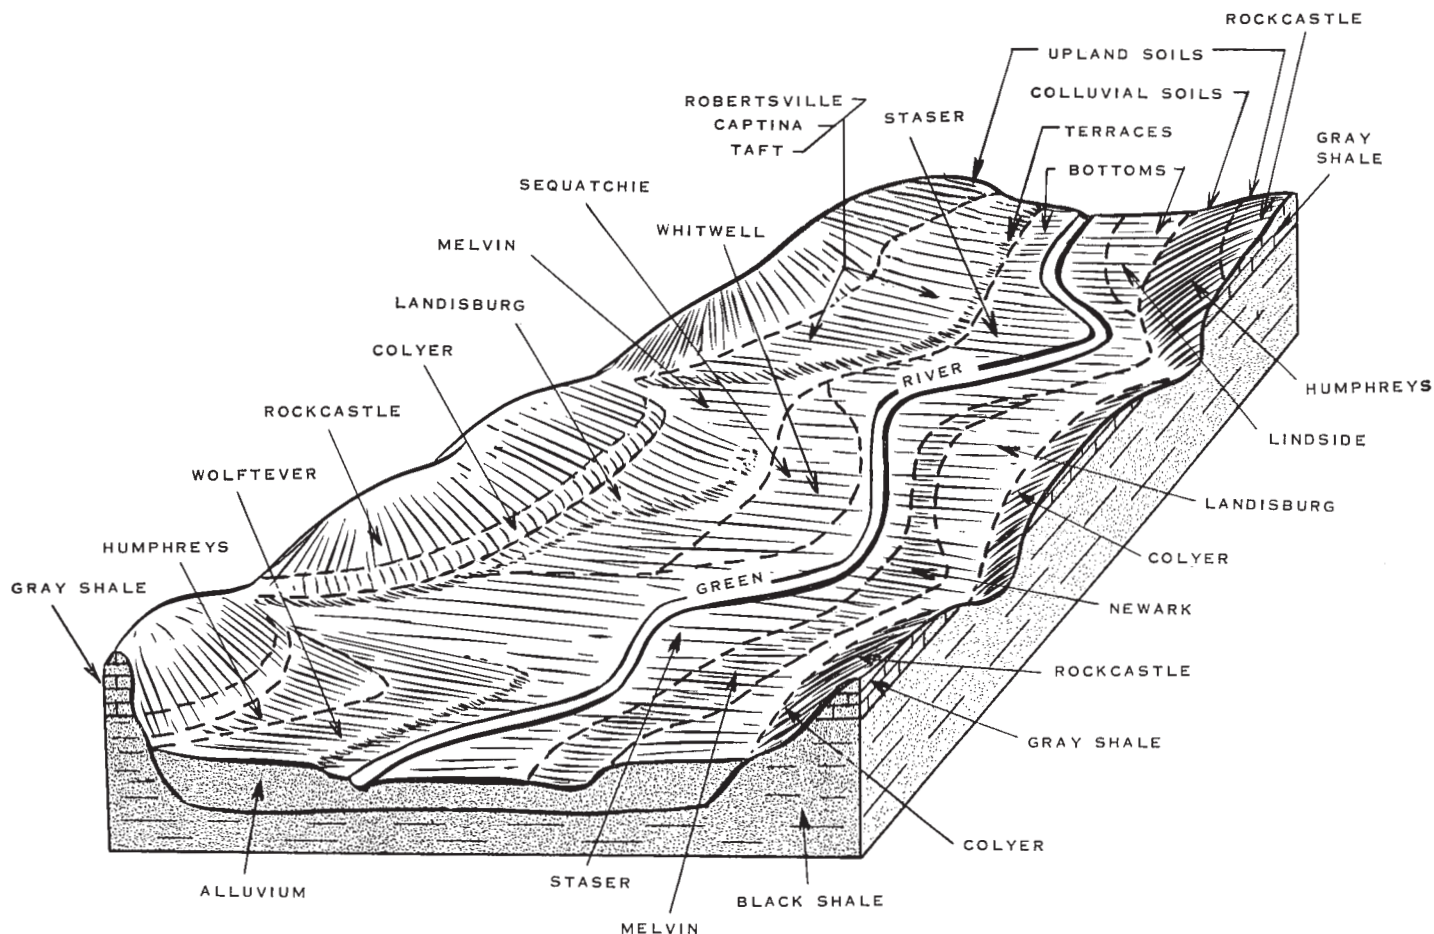 ROCKCASTLE
UPLAND SOILS
COLLUVIAL SOILS
ROBERTSVILLE
CAPTINA
TAFT
STASER
TERRACES
GRAY
SHALE
BOTTOMS
SEQUATCHIE
WHITWELL
MELVIN
LANDISBURG
COLYER
RIVER
HUMPHREYS
ROCKCASTLE
LINDSIDE
WOLFTEVER
LANDISBURG
HUMPHREYS
COLYER
GRAY SHALE
GREEN
NEWARK
ROCKCASTLE
GRAY SHALE
COLYER
ALLUVIUM
STASER
BLACK SHALE
MELVIN